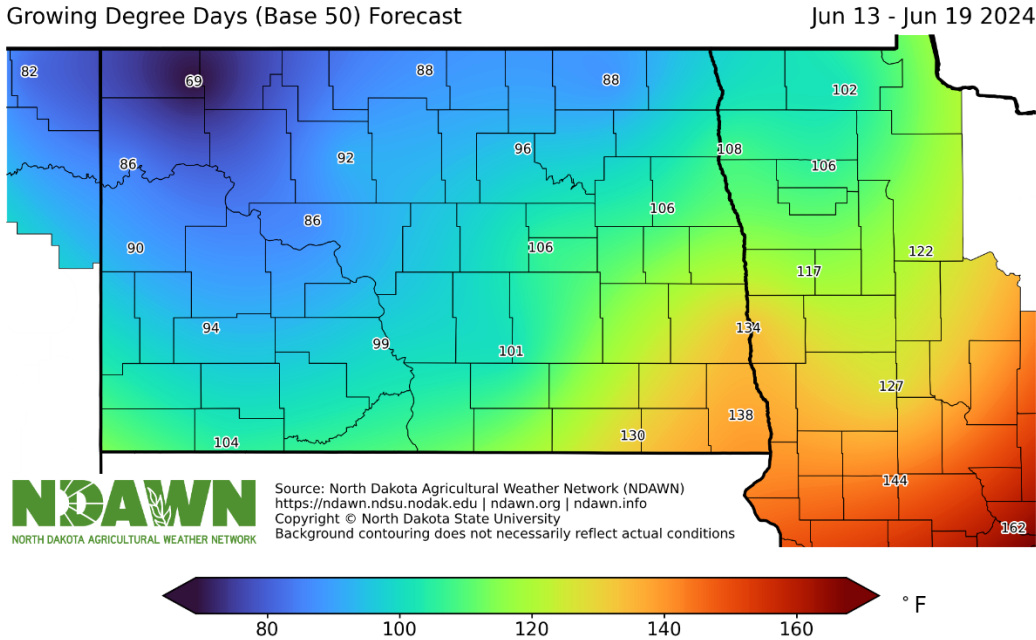 Growing Degree Days (Base 50) Forecast
Jun 13 - Jun 19 2024
82
69
88
88
102
86
92
96
108
106
86
106
90
106
122
117
94
99
101
134
127
104
130
138
144
162
NDAWN
NORTH DAKOTA AGRICULTURAL WEATHER NETWORK
Source: North Dakota Agricultural Weather Network (NDAWN)
https://ndawn.ndsu.nodak.edu | ndawn.org | ndawn.info
Copyright © North Dakota State University
Background contouring does not necessarily reflect actual conditions
80 100 120 140 160
° F